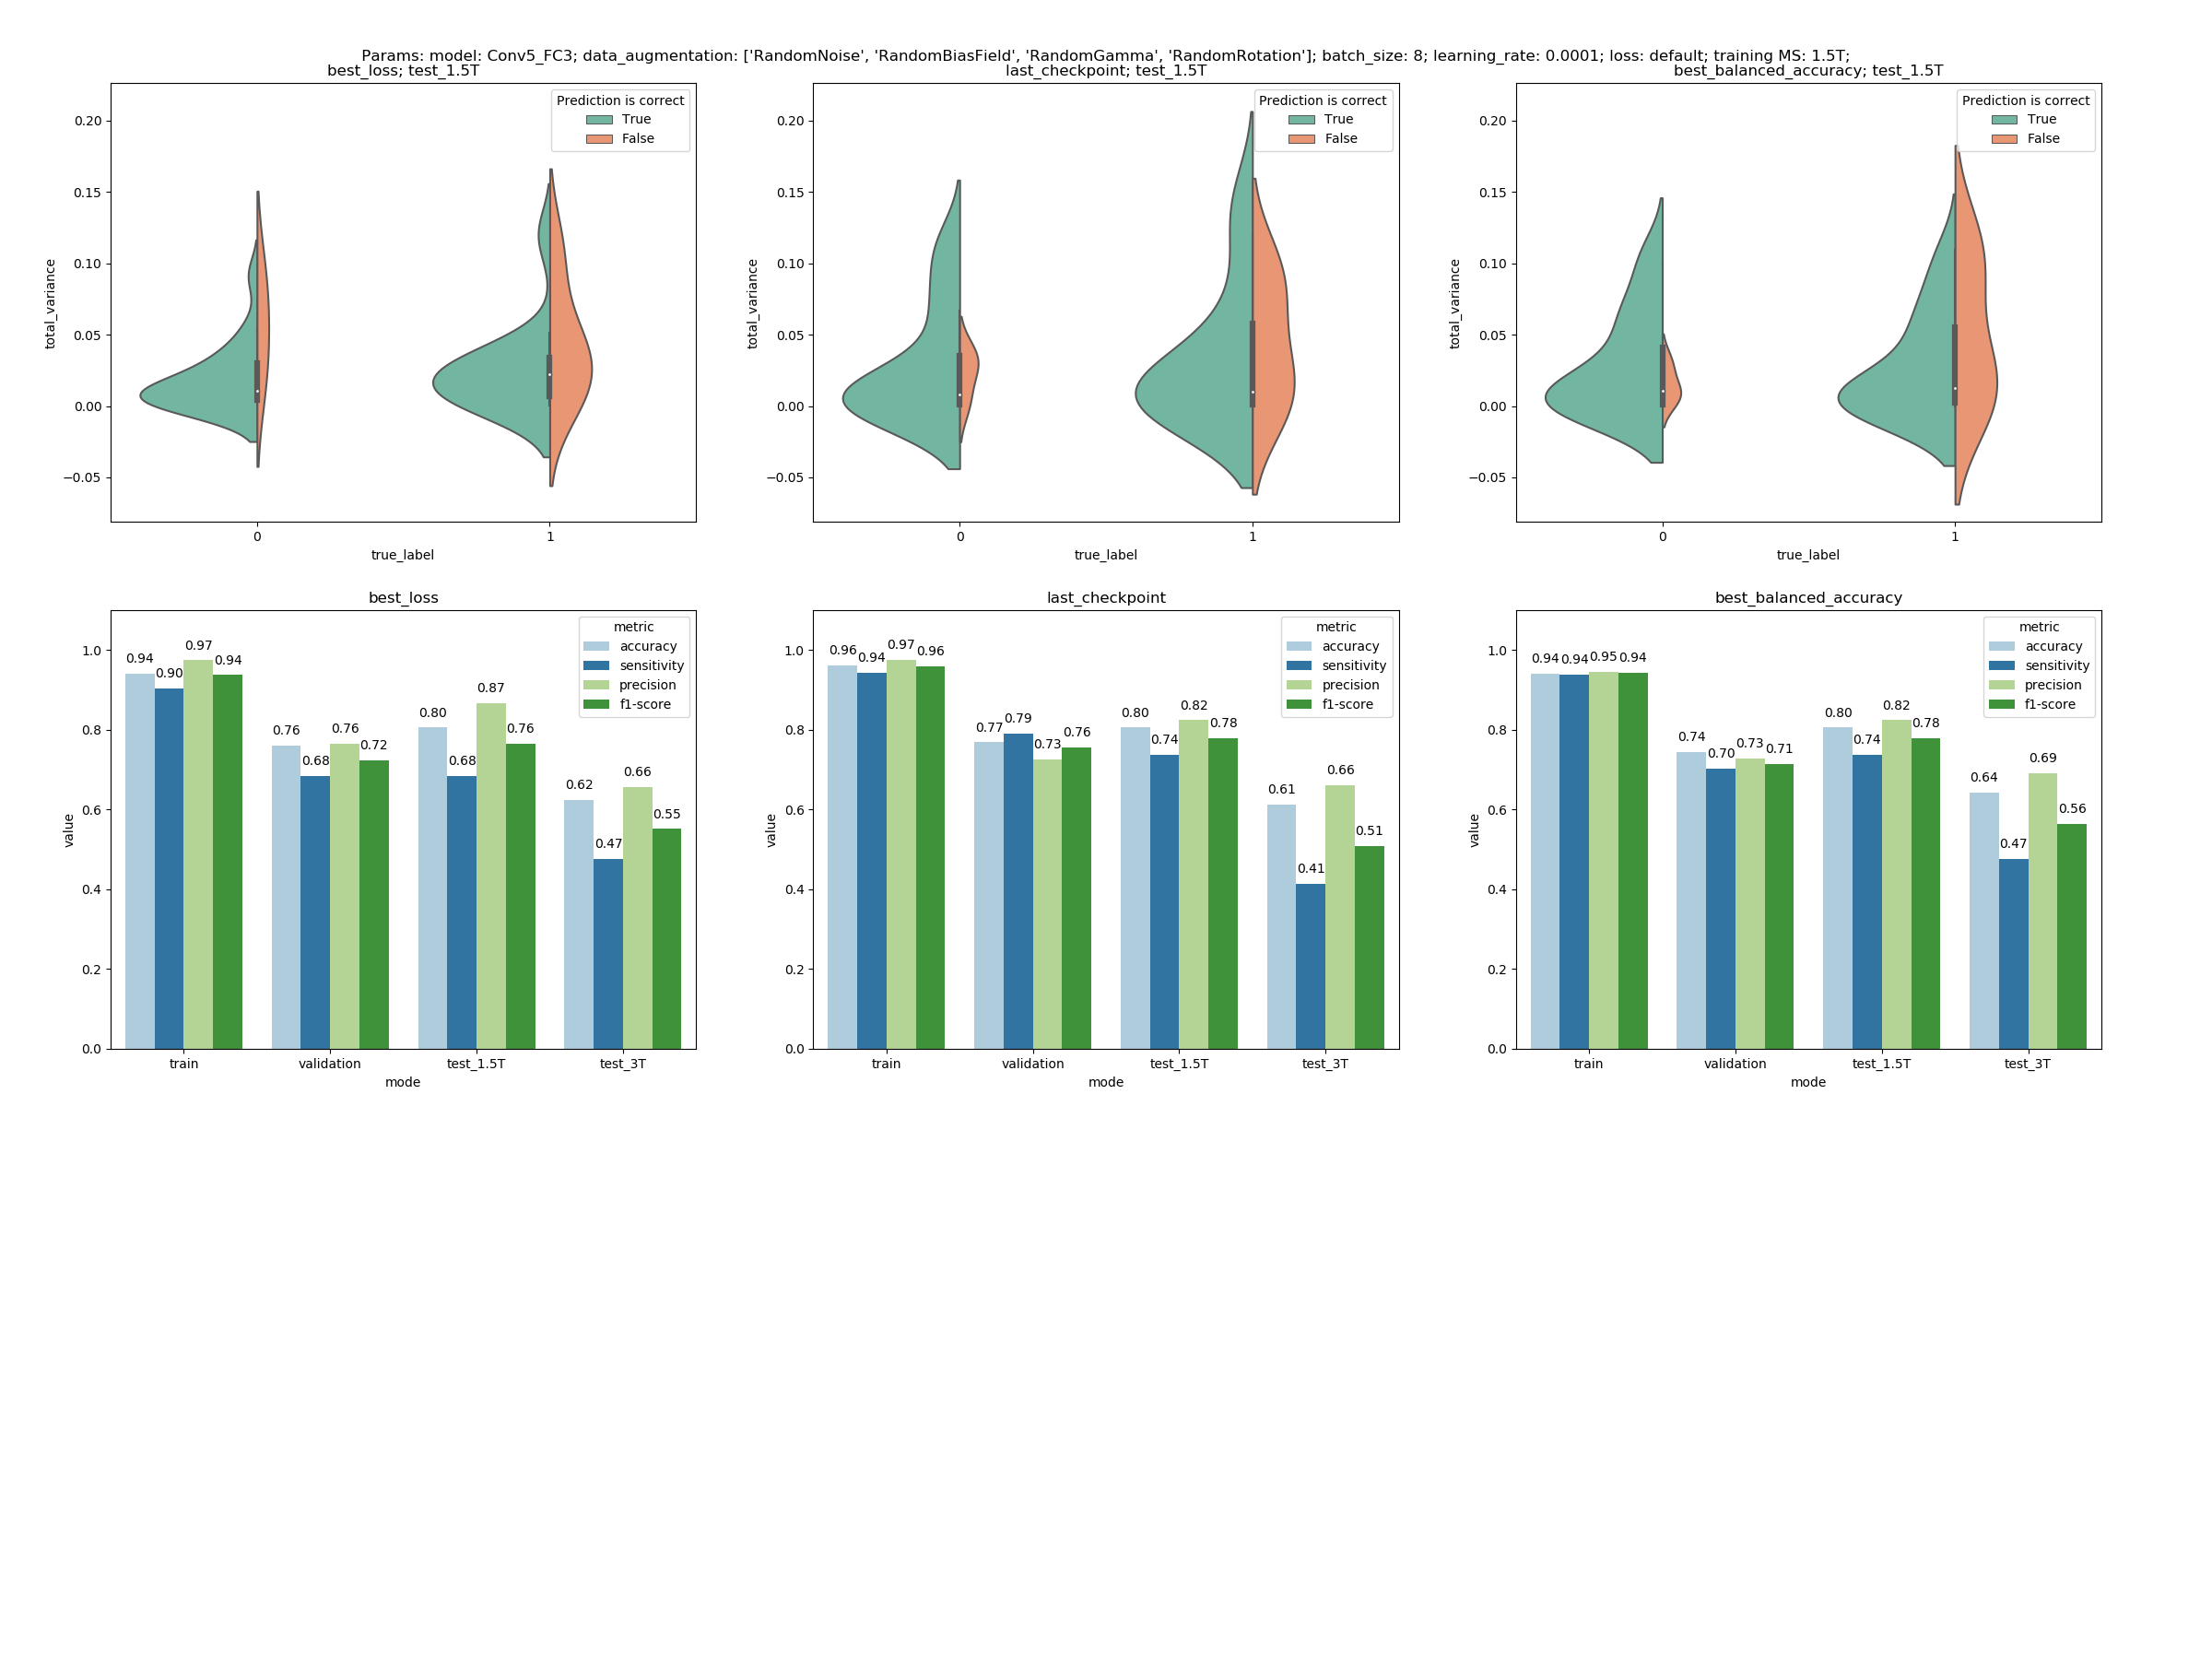 Params: model: Conv5_FC3; data_augmentation: ['RandomNoise', 'RandomBiasField', 'RandomGamma', 'RandomRotation']; batch_size: 8; learning_rate: 0.0001; loss: default; training MS: 1.5T;
best_loss; test_1.5T
total_variance
0.20
0.15
0.10
0.05
0.00
−0.05
Prediction is correct
True
False
0 1
true_label
last_checkpoint; test_1.5T
total_variance
0.20
0.15
0.10
0.05
0.00
−0.05
Prediction is correct
True
False
0 1
true_label
best_balanced_accuracy; test_1.5T
total_variance
0.20
0.15
0.10
0.05
0.00
−0.05
Prediction is correct
True
False
0 1
true_label
best_loss
value
1.0
0.8
0.6
0.4
0.2
0.0
metric
accuracy
sensitivity
precision
f1-score
0.94 0.90 0.97 0.94
0.76 0.68 0.76 0.72
0.80 0.68 0.87 0.76
0.62 0.47 0.66 0.55
train validation test_1.5T test_3T
mode
last_checkpoint
value
1.0
0.8
0.6
0.4
0.2
0.0
metric
accuracy
sensitivity
precision
f1-score
0.96 0.94 0.97 0.96
0.77 0.79 0.73 0.76
0.80 0.74 0.82 0.78
0.61 0.41 0.66 0.51
train validation test_1.5T test_3T
mode
best_balanced_accuracy
value
1.0
0.8
0.6
0.4
0.2
0.0
metric
accuracy
sensitivity
precision
f1-score
0.94 0.94 0.95 0.94
0.74 0.70 0.73 0.71
0.80 0.74 0.82 0.78
0.64 0.47 0.69 0.56
train validation test_1.5T test_3T
mode